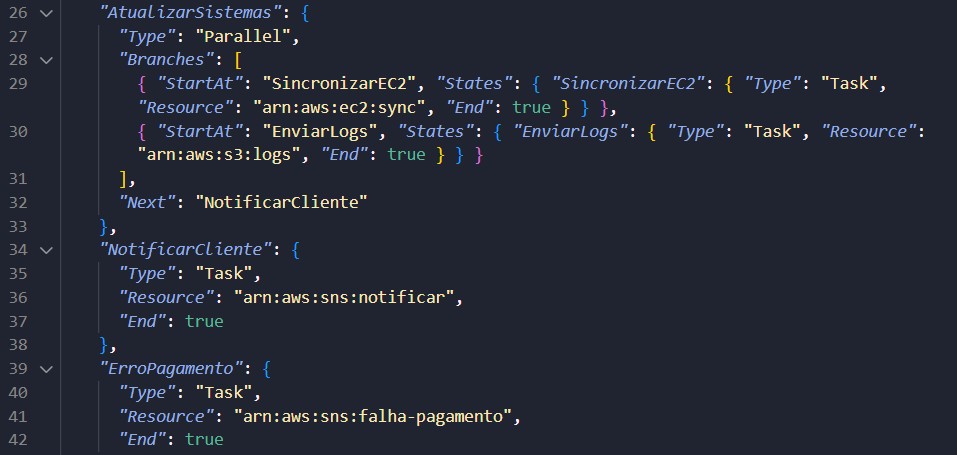 26 "AtualizarSistemas": {
27 "Type": "Parallel",
28 "Branches": [
29 { "StartAt": "SincronizarEC2", "States": { "SincronizarEC2": { "Type": "Task",
"Resource": "arn:aws:ec2:sync", "End": true } } },
30 { "StartAt": "EnviarLogs", "States": { "EnviarLogs": { "Type": "Task", "Resource":
"arn:aws:s3:logs", "End": true } } }
31 ],
32 "Next": "NotificarCliente"
33 },
34 "NotificarCliente": {
35 "Type": "Task",
36 "Resource": "arn:aws:sns:notificar",
37 "End": true
38 },
39 "ErroPagamento": {
40 "Type": "Task",
41 "Resource": "arn:aws:sns:falha-pagamento",
42 "End": true